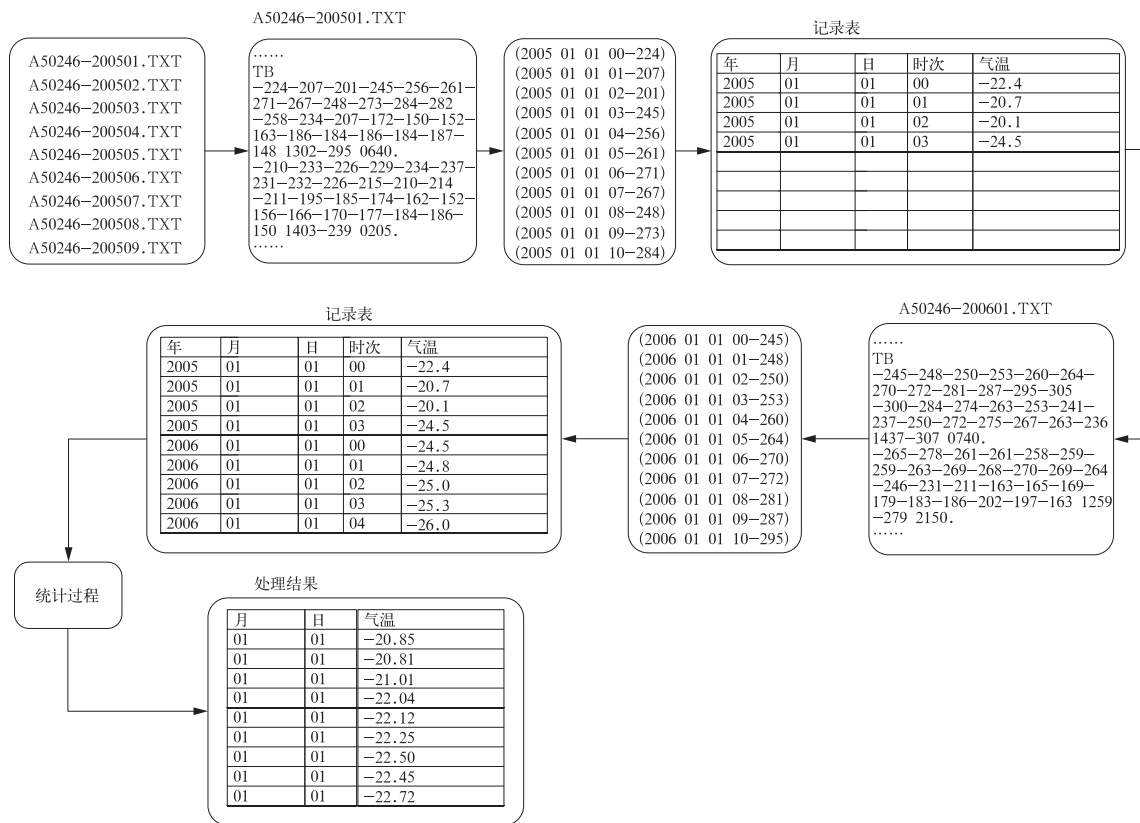 A50246-200501.TXT
A50246-200501.TXT
A50246-200502.TXT
A50246-200503.TXT
A50246-200504.TXT
A50246-200505.TXT
A50246-200506.TXT
A50246-200507.TXT
A50246-200508.TXT
A50246-200509.TXT
……
TB
-224-207-201-245-256-261-
271-267-248-273-284-282
-258-234-207-172-150-152-
163-186-184-186-184-187-
148 1302-295 0640.
-210-233-226-229-234-237-
231-232-226-215-210-214
-211-195-185-174-162-152-
156-166-170-177-184-186-
150 1403-239 0205.
……
(2005 01 01 00-224)
(2005 01 01 01-207)
(2005 01 01 02-201)
(2005 01 01 03-245)
(2005 01 01 04-256)
(2005 01 01 05-261)
(2005 01 01 06-271)
(2005 01 01 07-267)
(2005 01 01 08-248)
(2005 01 01 09-273)
(2005 01 01 10-284)
记录表
年 月 日 时次 气温
2005 01 01 00 -22.4
2005 01 01 01 -20.7
2005 01 01 02 -20.1
2005 01 01 03 -24.5
A50246-200601.TXT
……
TB
-245-248-250-253-260-264-
270-272-281-287-295-305
-300-284-274-263-253-241-
237-250-272-275-267-263-236
1437-307 0740.
-265-278-261-261-258-259-
259-263-269-268-270-269-264
-246-231-211-163-165-169-
179-183-186-202-197-163 1259
-279 2150.
……
(2006 01 01 00-245)
(2006 01 01 01-248)
(2006 01 01 02-250)
(2006 01 01 03-253)
(2006 01 01 04-260)
(2006 01 01 05-264)
(2006 01 01 06-270)
(2006 01 01 07-272)
(2006 01 01 08-281)
(2006 01 01 09-287)
(2006 01 01 10-295)
记录表
年 月 日 时次 气温
2005 01 01 00 -22.4
2005 01 01 01 -20.7
2005 01 01 02 -20.1
2005 01 01 03 -24.5
2006 01 01 00 -24.5
2006 01 01 01 -24.8
2006 01 01 02 -25.0
2006 01 01 03 -25.3
2006 01 01 04 -26.0
统计过程
处理结果
月 日 气温
01 01 -20.85
01 01 -20.81
01 01 -21.01
01 01 -22.04
01 01 -22.12
01 01 -22.25
01 01 -22.50
01 01 -22.45
01 01 -22.72